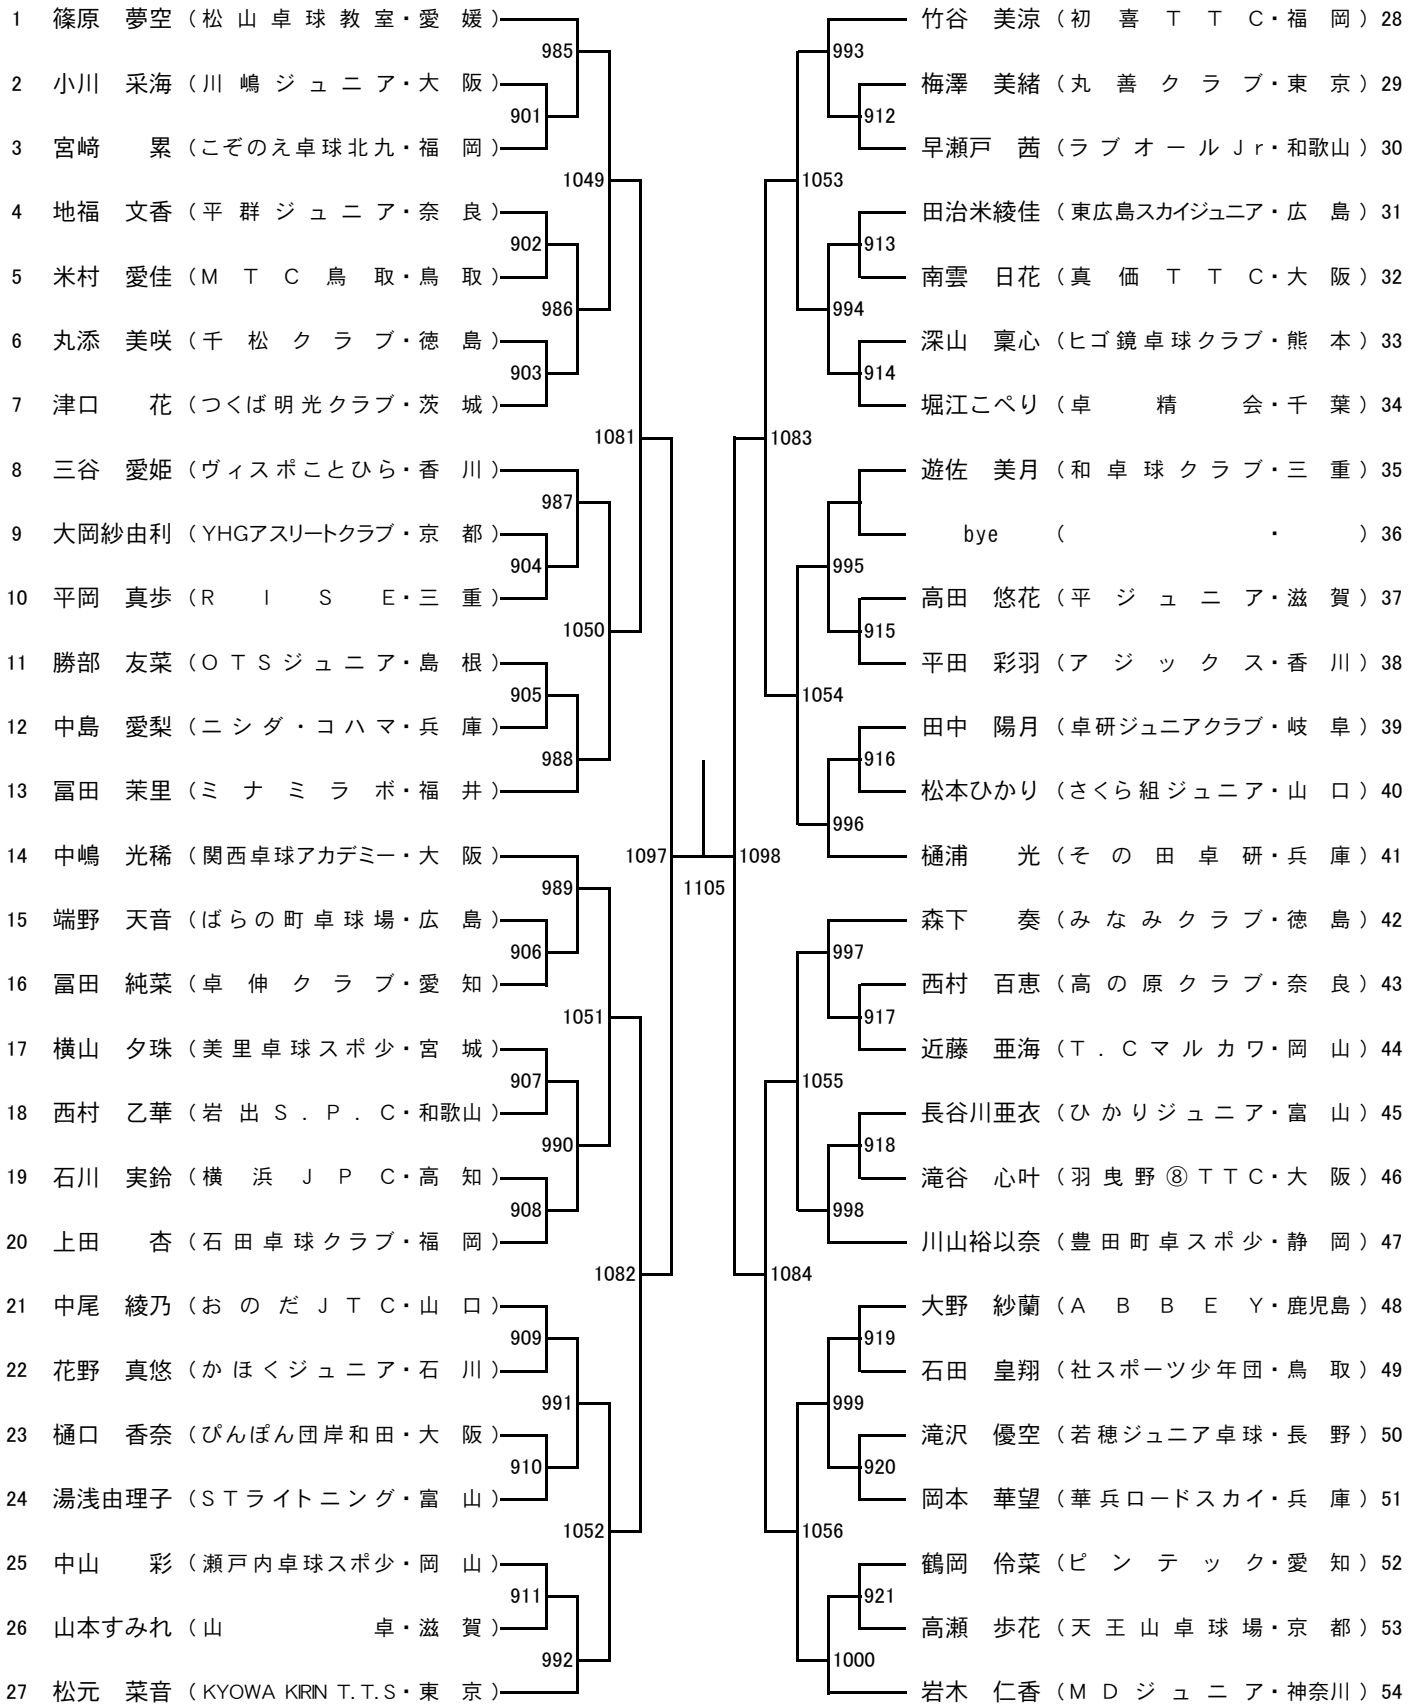 1 篠原 夢空 (松山卓球教室・愛媛)
985
2 小川 采海 (川嶋ジュニア・大阪)
901
3 宮﨑 累 (こぞのえ卓球北九・福岡)
1049
4 地福 文香 (平群ジュニア・奈良)
902
5 米村 愛佳 (MTC鳥取・鳥取)
986
6 丸添 美咲 (千松クラブ・徳島)
903
7 津口 花 (つくば明光クラブ・茨城)
1081
8 三谷 愛姫 (ヴィスポことひら・香川)
987
9 大岡紗由利 (YHGアスリートクラブ・京都)
904
10 平岡 真歩 (RISE・三重)
1050
11 勝部 友菜 (OTSジュニア・島根)
905
12 中島 愛梨 (ニシダ・コハマ・兵庫)
988
13 冨田 茉里 (ミナミラボ・福井)
1097
14 中嶋 光稀 (関西卓球アカデミー・大阪)
989
15 端野 天音 (ばらの町卓球場・広島)
906
16 冨田 純菜 (卓伸クラブ・愛知)
1051
17 横山 夕珠 (美里卓球スポ少・宮城)
907
18 西村 乙華 (岩出S.P.C・和歌山)
990
19 石川 実鈴 (横浜JPC・高知)
908
20 上田 杏 (石田卓球クラブ・福岡)
1082
21 中尾 綾乃 (おのだJTC・山口)
909
22 花野 真悠 (かほくジュニア・石川)
991
23 樋口 香奈 (ぴんぽん団岸和田・大阪)
910
24 湯浅由理子 (STライトニング・富山)
1052
25 中山 彩 (瀬戸内卓球スポ少・岡山)
911
26 山本すみれ (山卓・滋賀)
992
27 松元 菜音 (KYOWA KIRIN T.T.S・東京)
1105
竹谷 美涼 (初喜TTC・福岡) 28
993
梅澤 美緒 (丸善クラブ・東京) 29
912
早瀬戸 茜 (ラブオールJr・和歌山) 30
1053
田治米綾佳 (東広島スカイジュニア・広島) 31
913
南雲 日花 (真価TTC・大阪) 32
994
深山 稟心 (ヒゴ鏡卓球クラブ・熊本) 33
914
堀江こぺり (卓精会・千葉) 34
1083
遊佐 美月 (和卓球クラブ・三重) 35
bye ( ・ ) 36
995
高田 悠花 (平ジュニア・滋賀) 37
915
平田 彩羽 (アジックス・香川) 38
1054
田中 陽月 (卓研ジュニアクラブ・岐阜) 39
916
松本ひかり (さくら組ジュニア・山口) 40
996
樋浦 光 (その田卓研・兵庫) 41
1098
森下 奏 (みなみクラブ・徳島) 42
997
西村 百恵 (高の原クラブ・奈良) 43
917
近藤 亜海 (T.Cマルカワ・岡山) 44
1055
長谷川亜衣 (ひかりジュニア・富山) 45
918
滝谷 心叶 (羽曳野⑧TTC・大阪) 46
998
川山裕以奈 (豊田町卓スポ少・静岡) 47
1084
大野 紗蘭 (ABBEY・鹿児島) 48
919
石田 皇翔 (社スポーツ少年団・鳥取) 49
999
滝沢 優空 (若穂ジュニア卓球・長野) 50
920
岡本 華望 (華兵ロードスカイ・兵庫) 51
1056
鶴岡 伶菜 (ピンテック・愛知) 52
921
高瀬 歩花 (天王山卓球場・京都) 53
1000
岩木 仁香 (MDジュニア・神奈川) 54